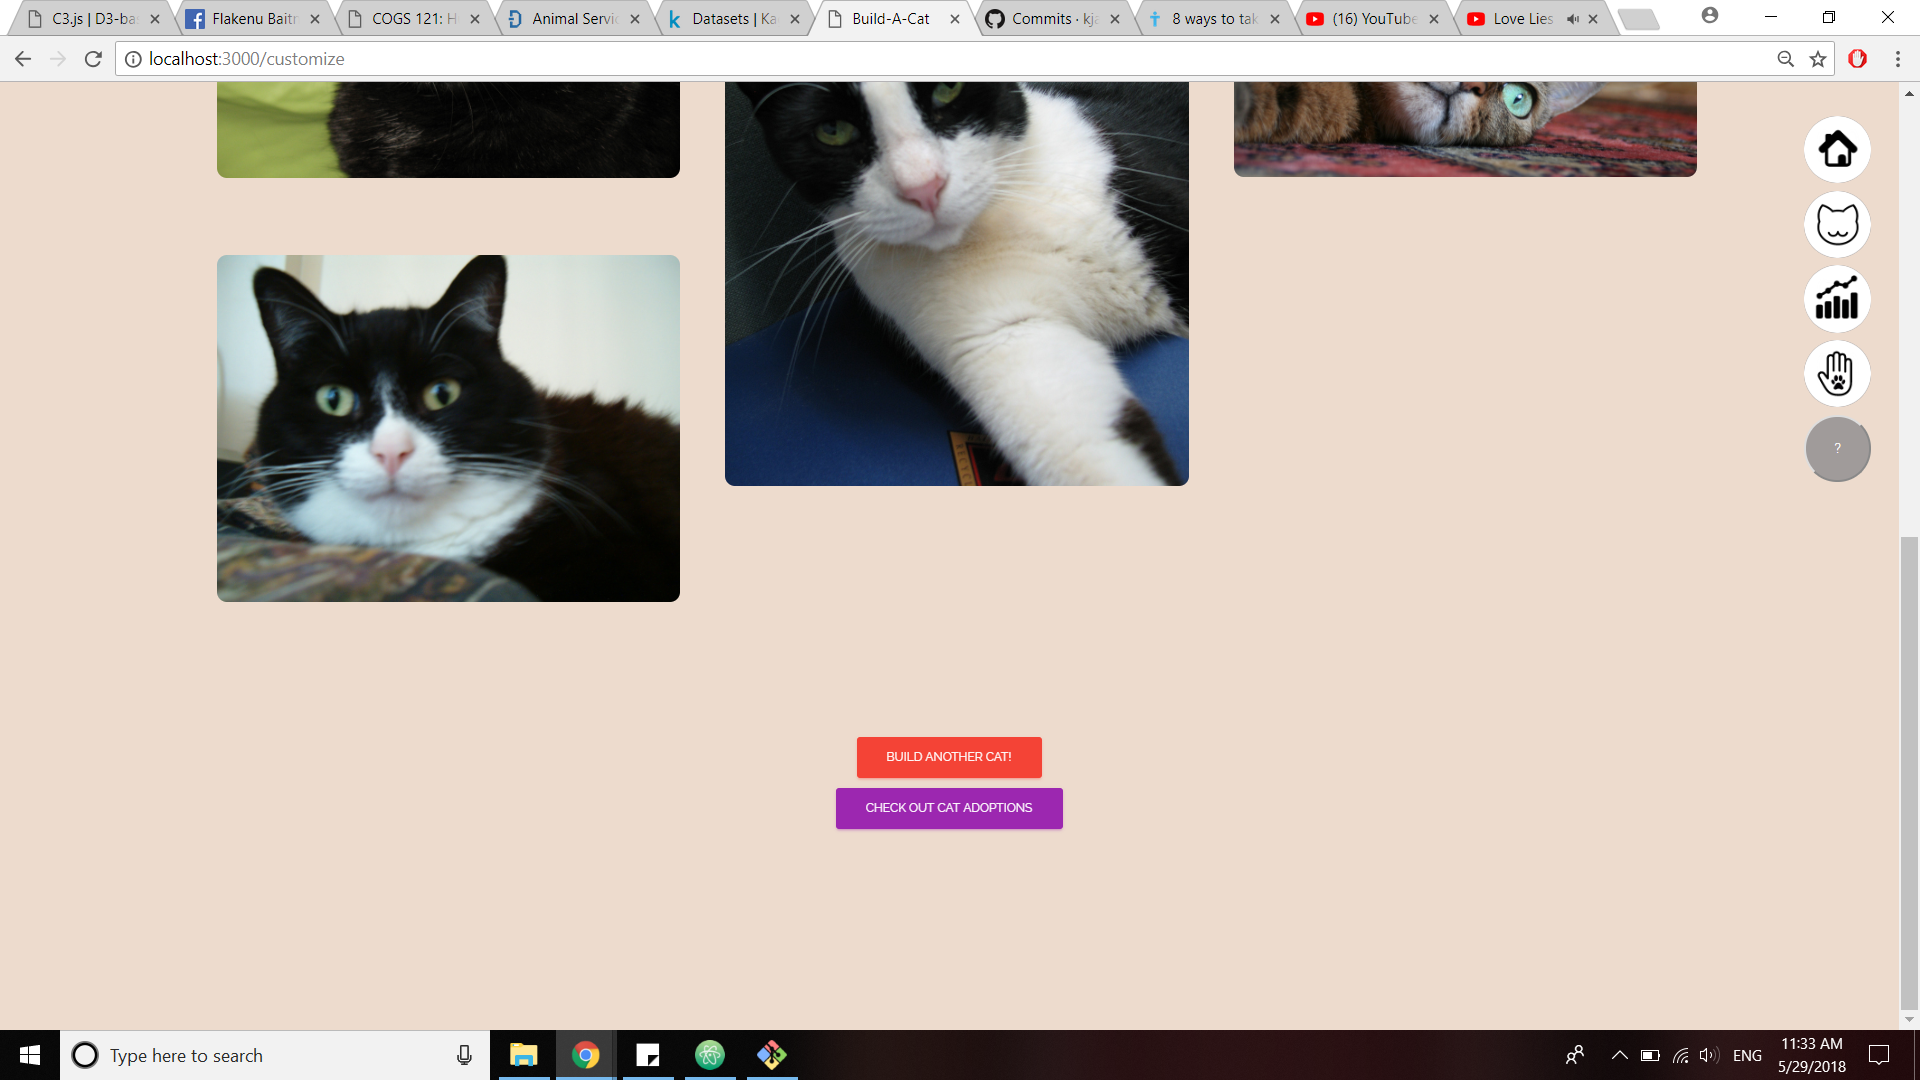 C3.js | D3-ba
Flakenu Baitn
COGS 121: H
Animal Servic
Datasets | Ka
Build-A-Cat
Commits · kja
8 ways to tak
(16) YouTube
Love Lies
localhost:3000/customize
?
RECYCL
BUILD ANOTHER CAT!
CHECK OUT CAT ADOPTIONS
Type here to search
ENG
11:33 AM
5/29/2018